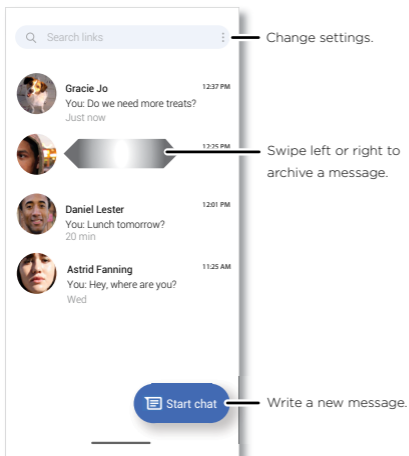 Search links
Change settings.
Gracie Jo
12:37 PM
You: Do we need more treats?
Just now
12:25 PM
Swipe left or right to
archive a message.
Daniel Lester
12:01 PM
You: Lunch tomorrow?
20 min
Astrid Fanning
11:25 AM
You: Hey, where are you?
Wed
Start chat
Write a new message.